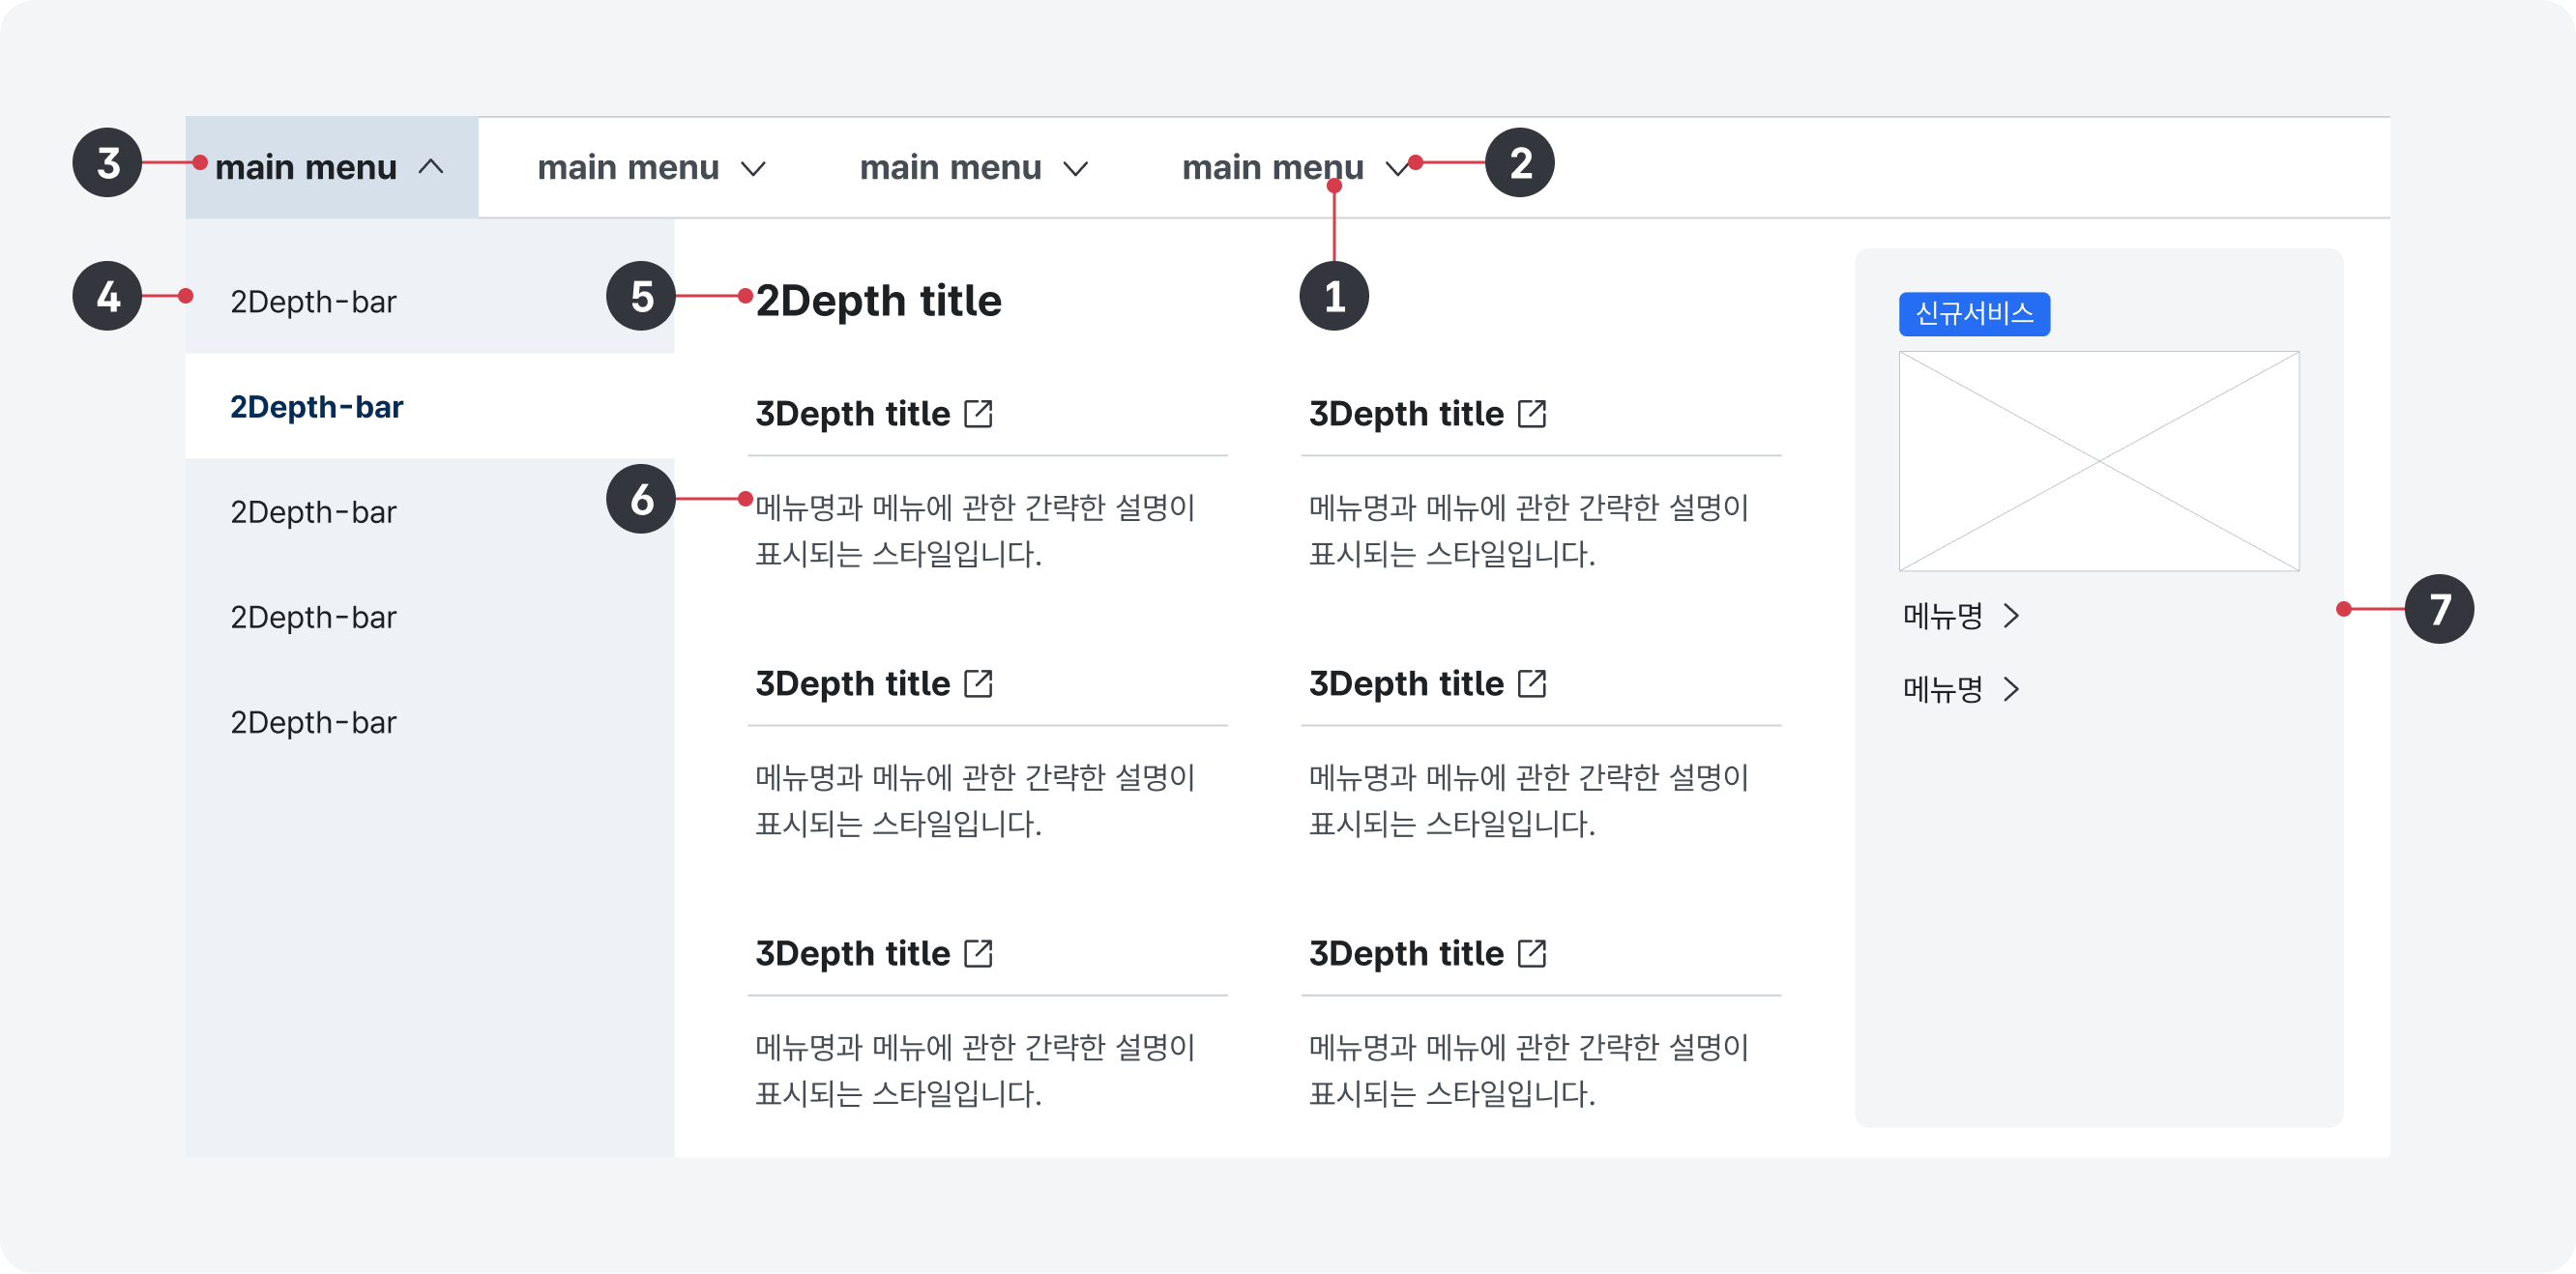 3
main menu
main menu
main menu
main menu
2
4
2Depth-bar
2Depth-bar
2Depth-bar
2Depth-bar
2Depth-bar
5
2Depth title
1
3Depth title
메뉴명과 메뉴에 관한 간략한 설명이
표시되는 스타일입니다.
3Depth title
메뉴명과 메뉴에 관한 간략한 설명이
표시되는 스타일입니다.
6
3Depth title
메뉴명과 메뉴에 관한 간략한 설명이
표시되는 스타일입니다.
3Depth title
메뉴명과 메뉴에 관한 간략한 설명이
표시되는 스타일입니다.
3Depth title
메뉴명과 메뉴에 관한 간략한 설명이
표시되는 스타일입니다.
3Depth title
메뉴명과 메뉴에 관한 간략한 설명이
표시되는 스타일입니다.
신규서비스
메뉴명
메뉴명
7